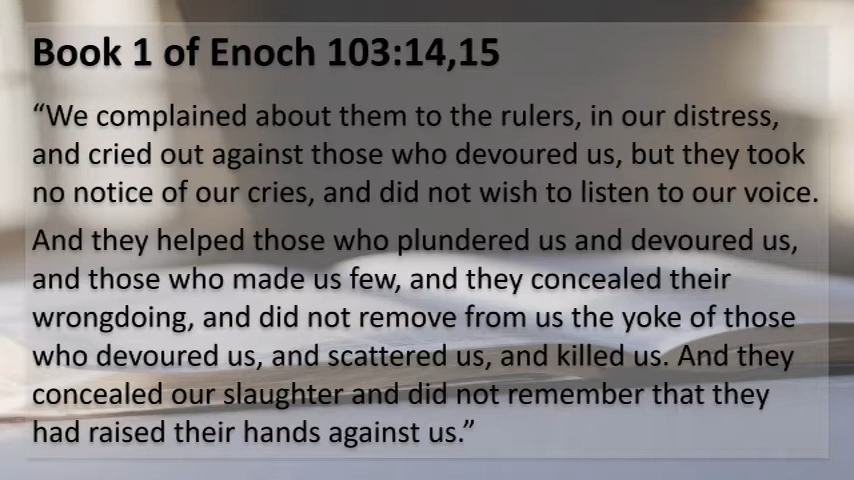 Book 1 of Enoch 103:14,15
“We complained about them to the rulers, in our distress,
and cried out against those who devoured us, but they took
no notice of our cries, and did not wish to listen to our voice.
And they helped those who plundered us and devoured us,
and those who made us few, and they concealed their
wrongdoing, and did not remove from us the yoke of those
who devoured us, and scattered us, and killed us. And they
concealed our slaughter and did not remember that they
had raised their hands against us.”